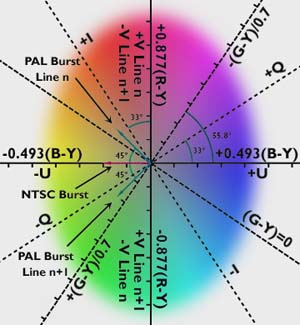 +I
-V Line n+1
+V Line n
+0.877(R-Y)
-(G-Y)/0.7
PAL Burst
Line n
+Q
33°
55.8°
33°
-0.493(B-Y)
45°
+0.493(B-Y)
-U
45°
+U
NTSC Burst
Q
(G-Y)=0
PAL Burst
Line n+1
+(G-Y)/0.7
-V Line n
+V Line n+1
-0.877(R-Y)